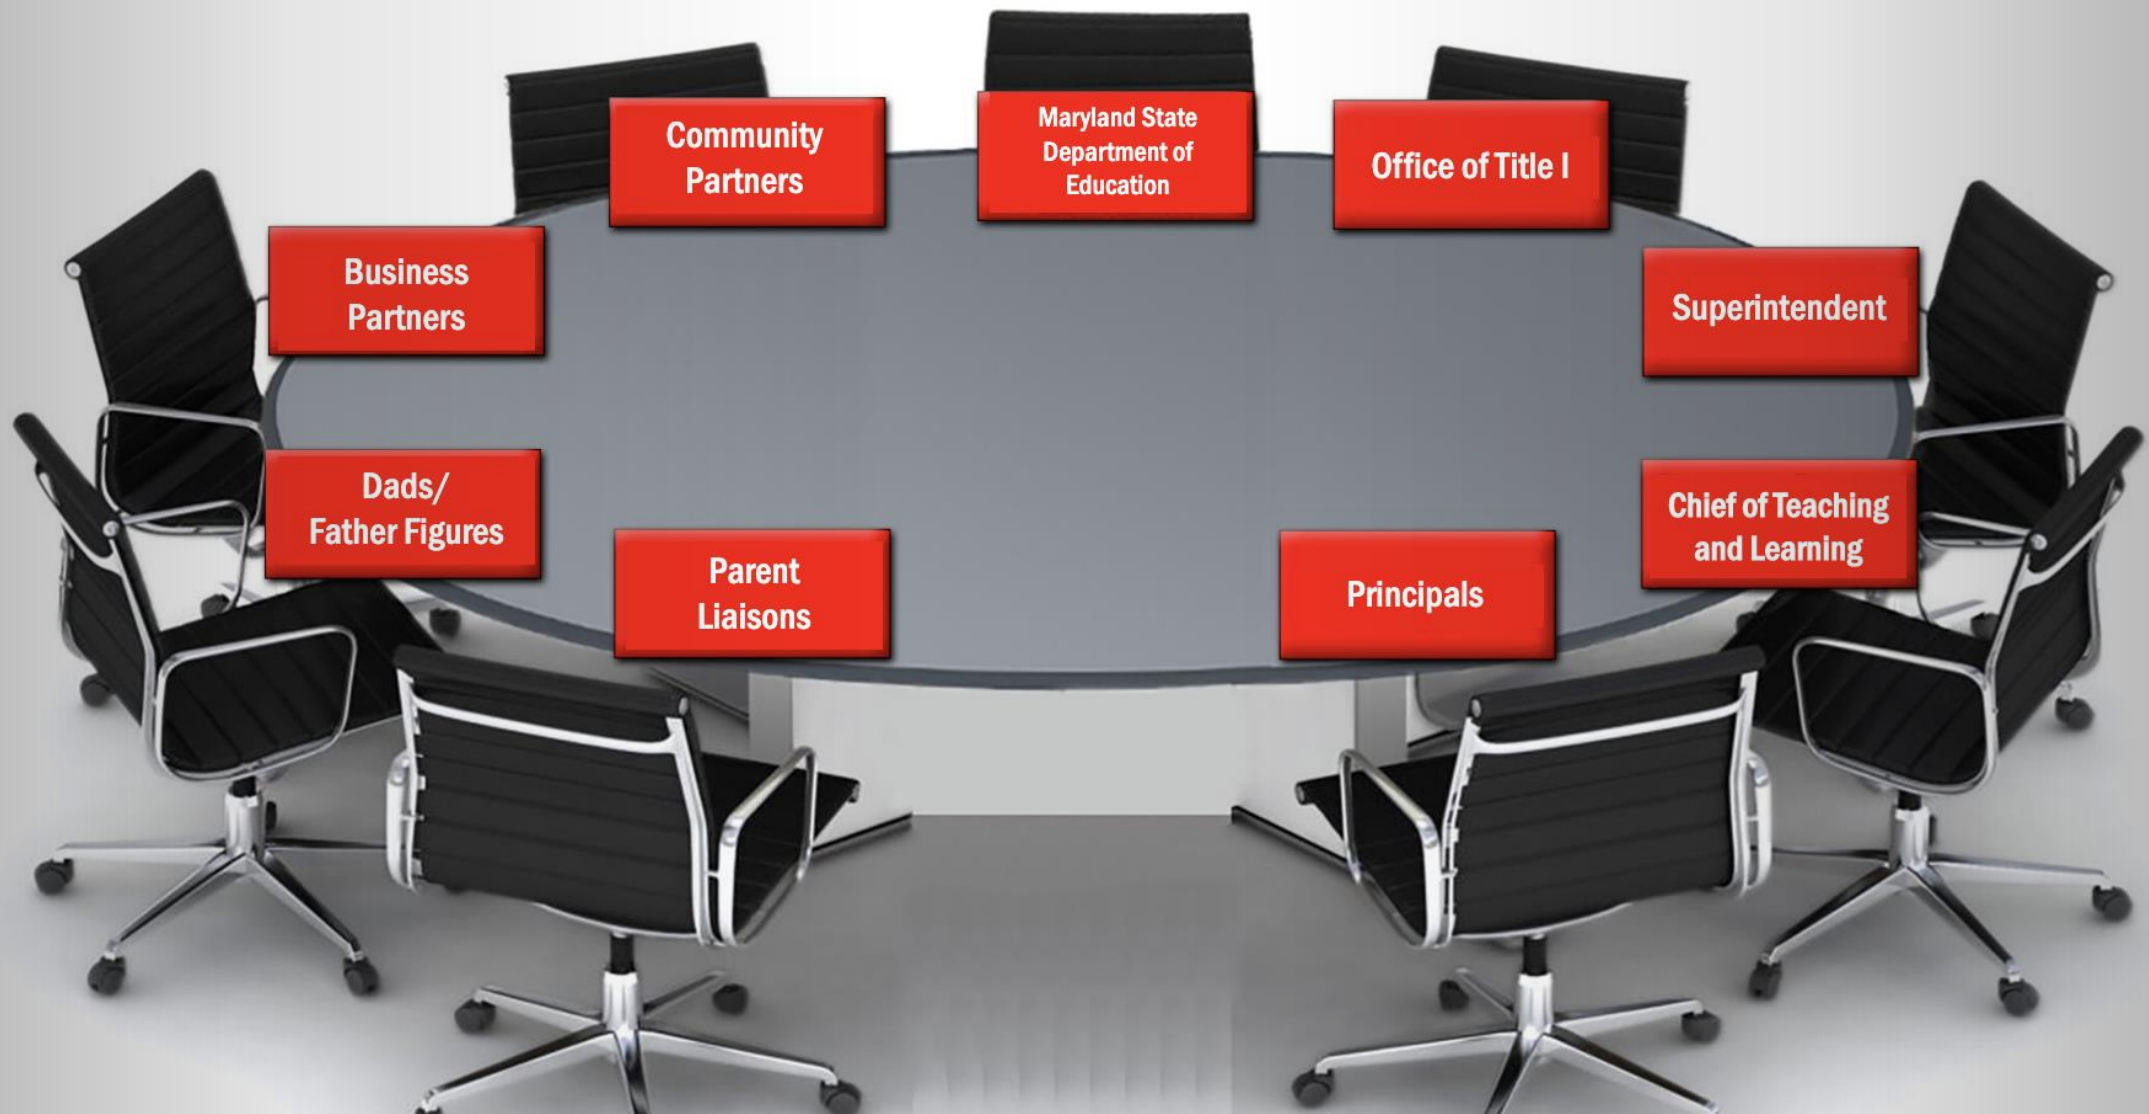 Community
Partners
Maryland State
Department of
Education
Office of Title I
Business
Partners
Superintendent
Dads/
Father Figures
Chief of Teaching
and Learning
Parent
Liaisons
Principals